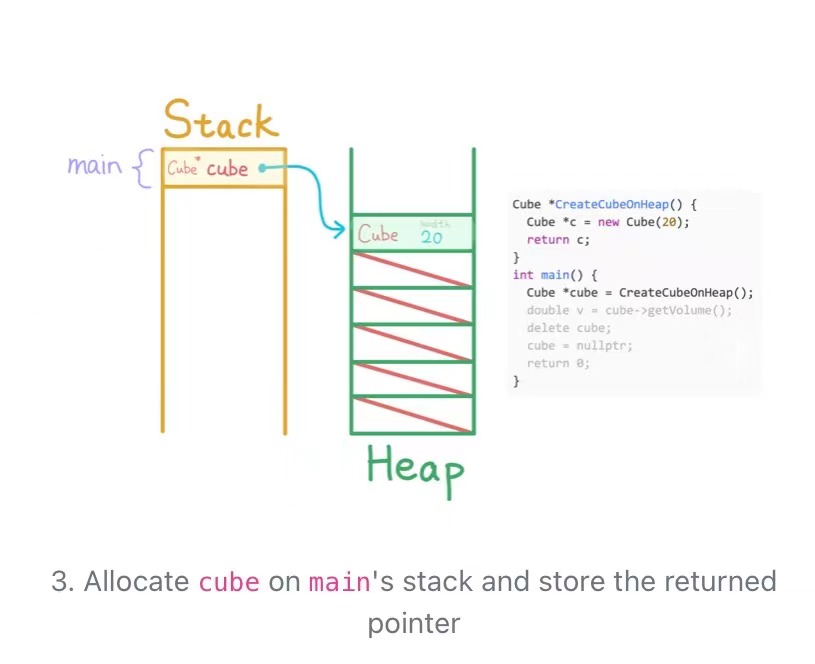 Stack
main { Cube* cube
Cube width 20
Heap
Cube *CreateCubeOnHeap() {
  Cube *c = new Cube(20);
  return c;
}
int main() {
  Cube *cube = CreateCubeOnHeap();
  double v = cube->getVolume();
  delete cube;
  cube = nullptr;
  return 0;
}
3. Allocate cube on main's stack and store the returned
pointer